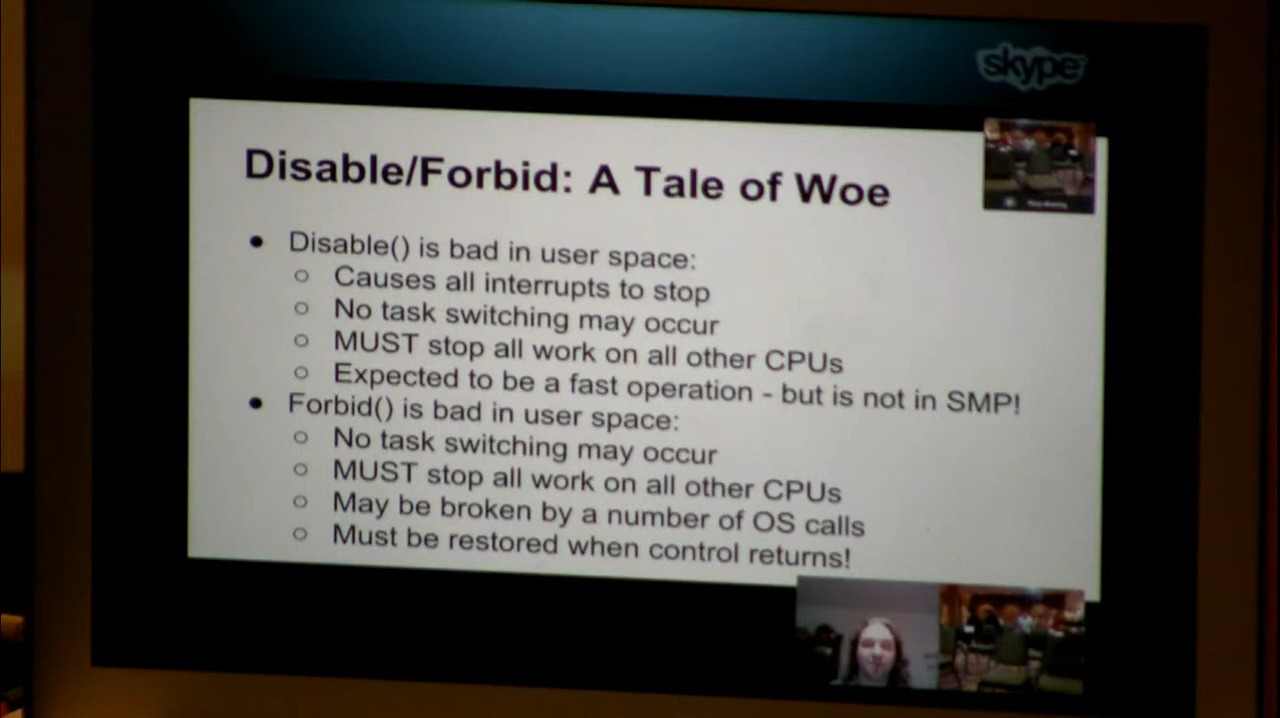 skype
Disable/Forbid: A Tale of Woe
● Disable() is bad in user space:
○ Causes all interrupts to stop
○ No task switching may occur
○ MUST stop all work on all other CPUs
○ Expected to be a fast operation - but is not in SMP!
● Forbid() is bad in user space:
○ No task switching may occur
○ MUST stop all work on all other CPUs
○ May be broken by a number of OS calls
○ Must be restored when control returns!